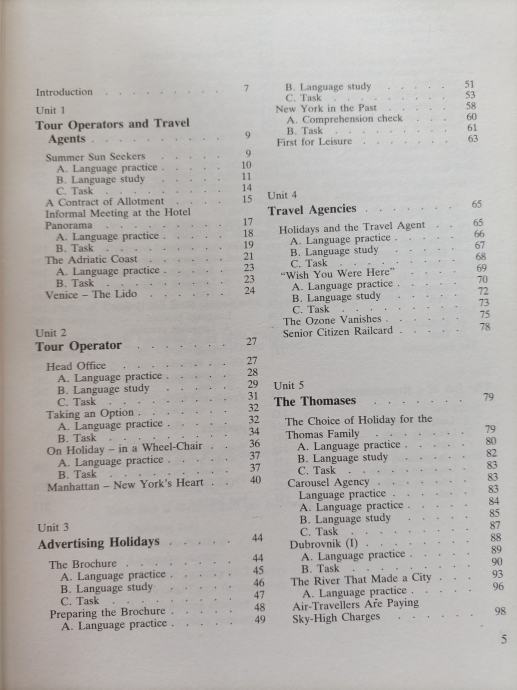 Introduction . . . . . . . . . 7
Unit 1
Tour Operators and Travel
Agents . . . . . . . . . 9
Summer Sun Seekers . . . . . 9
A. Language practice . . . . . 10
B. Language study . . . . . 11
C. Task . . . . . . . . 14
A Contract of Allotment . . . . . 15
Informal Meeting at the Hotel
Panorama . . . . . . . . 17
A. Language practice . . . . . 18
B. Task . . . . . . . . 19
The Adriatic Coast . . . . . . 21
A. Language practice . . . . . 23
B. Task . . . . . . . . 23
Venice – The Lido . . . . . . 24
Unit 2
Tour Operator . . . . . . . 27
Head Office . . . . . . . 27
A. Language practice . . . . . 28
B. Language study . . . . . 29
C. Task . . . . . . . . 31
Taking an Option . . . . . . 32
A. Language practice . . . . . 32
B. Task . . . . . . . . 34
On Holiday – in a Wheel-Chair . . 36
A. Language practice . . . . . 37
B. Task . . . . . . . . 37
Manhattan – New York's Heart . . 40
Unit 3
Advertising Holidays . . . . . 44
The Brochure . . . . . . . 44
A. Language practice . . . . . 45
B. Language study . . . . . 46
C. Task . . . . . . . . 47
Preparing the Brochure . . . . . 48
A. Language practice . . . . . 49
B. Language study . . . . . 51
C. Task . . . . . . . . 53
New York in the Past . . . . . 58
A. Comprehension check . . . . 60
B. Task . . . . . . . . 61
First for Leisure . . . . . . 63
Unit 4
Travel Agencies . . . . . . . 65
Holidays and the Travel Agent . . 65
A. Language practice . . . . . 66
B. Language study . . . . . 67
C. Task . . . . . . . . 68
"Wish You Were Here" . . . . . 69
A. Language practice . . . . . 70
B. Language study . . . . . 72
C. Task . . . . . . . . 73
The Ozone Vanishes . . . . . . 75
Senior Citizen Railcard . . . . . 78
Unit 5
The Thomases . . . . . . . 79
The Choice of Holiday for the
Thomas Family . . . . . . 79
A. Language practice . . . . . 80
B. Language study . . . . . 82
C. Task . . . . . . . . 83
Carousel Agency . . . . . . 83
Language practice . . . . . . 83
A. Language practice . . . . . 84
B. Language study . . . . . 85
C. Task . . . . . . . . 87
Dubrovnik (I) . . . . . . . 88
A. Language practice . . . . . 89
B. Task . . . . . . . . 90
The River That Made a City . . . 93
A. Language practice . . . . . 96
Air-Travellers Are Paying
Sky-High Charges . . . . . . 98
5